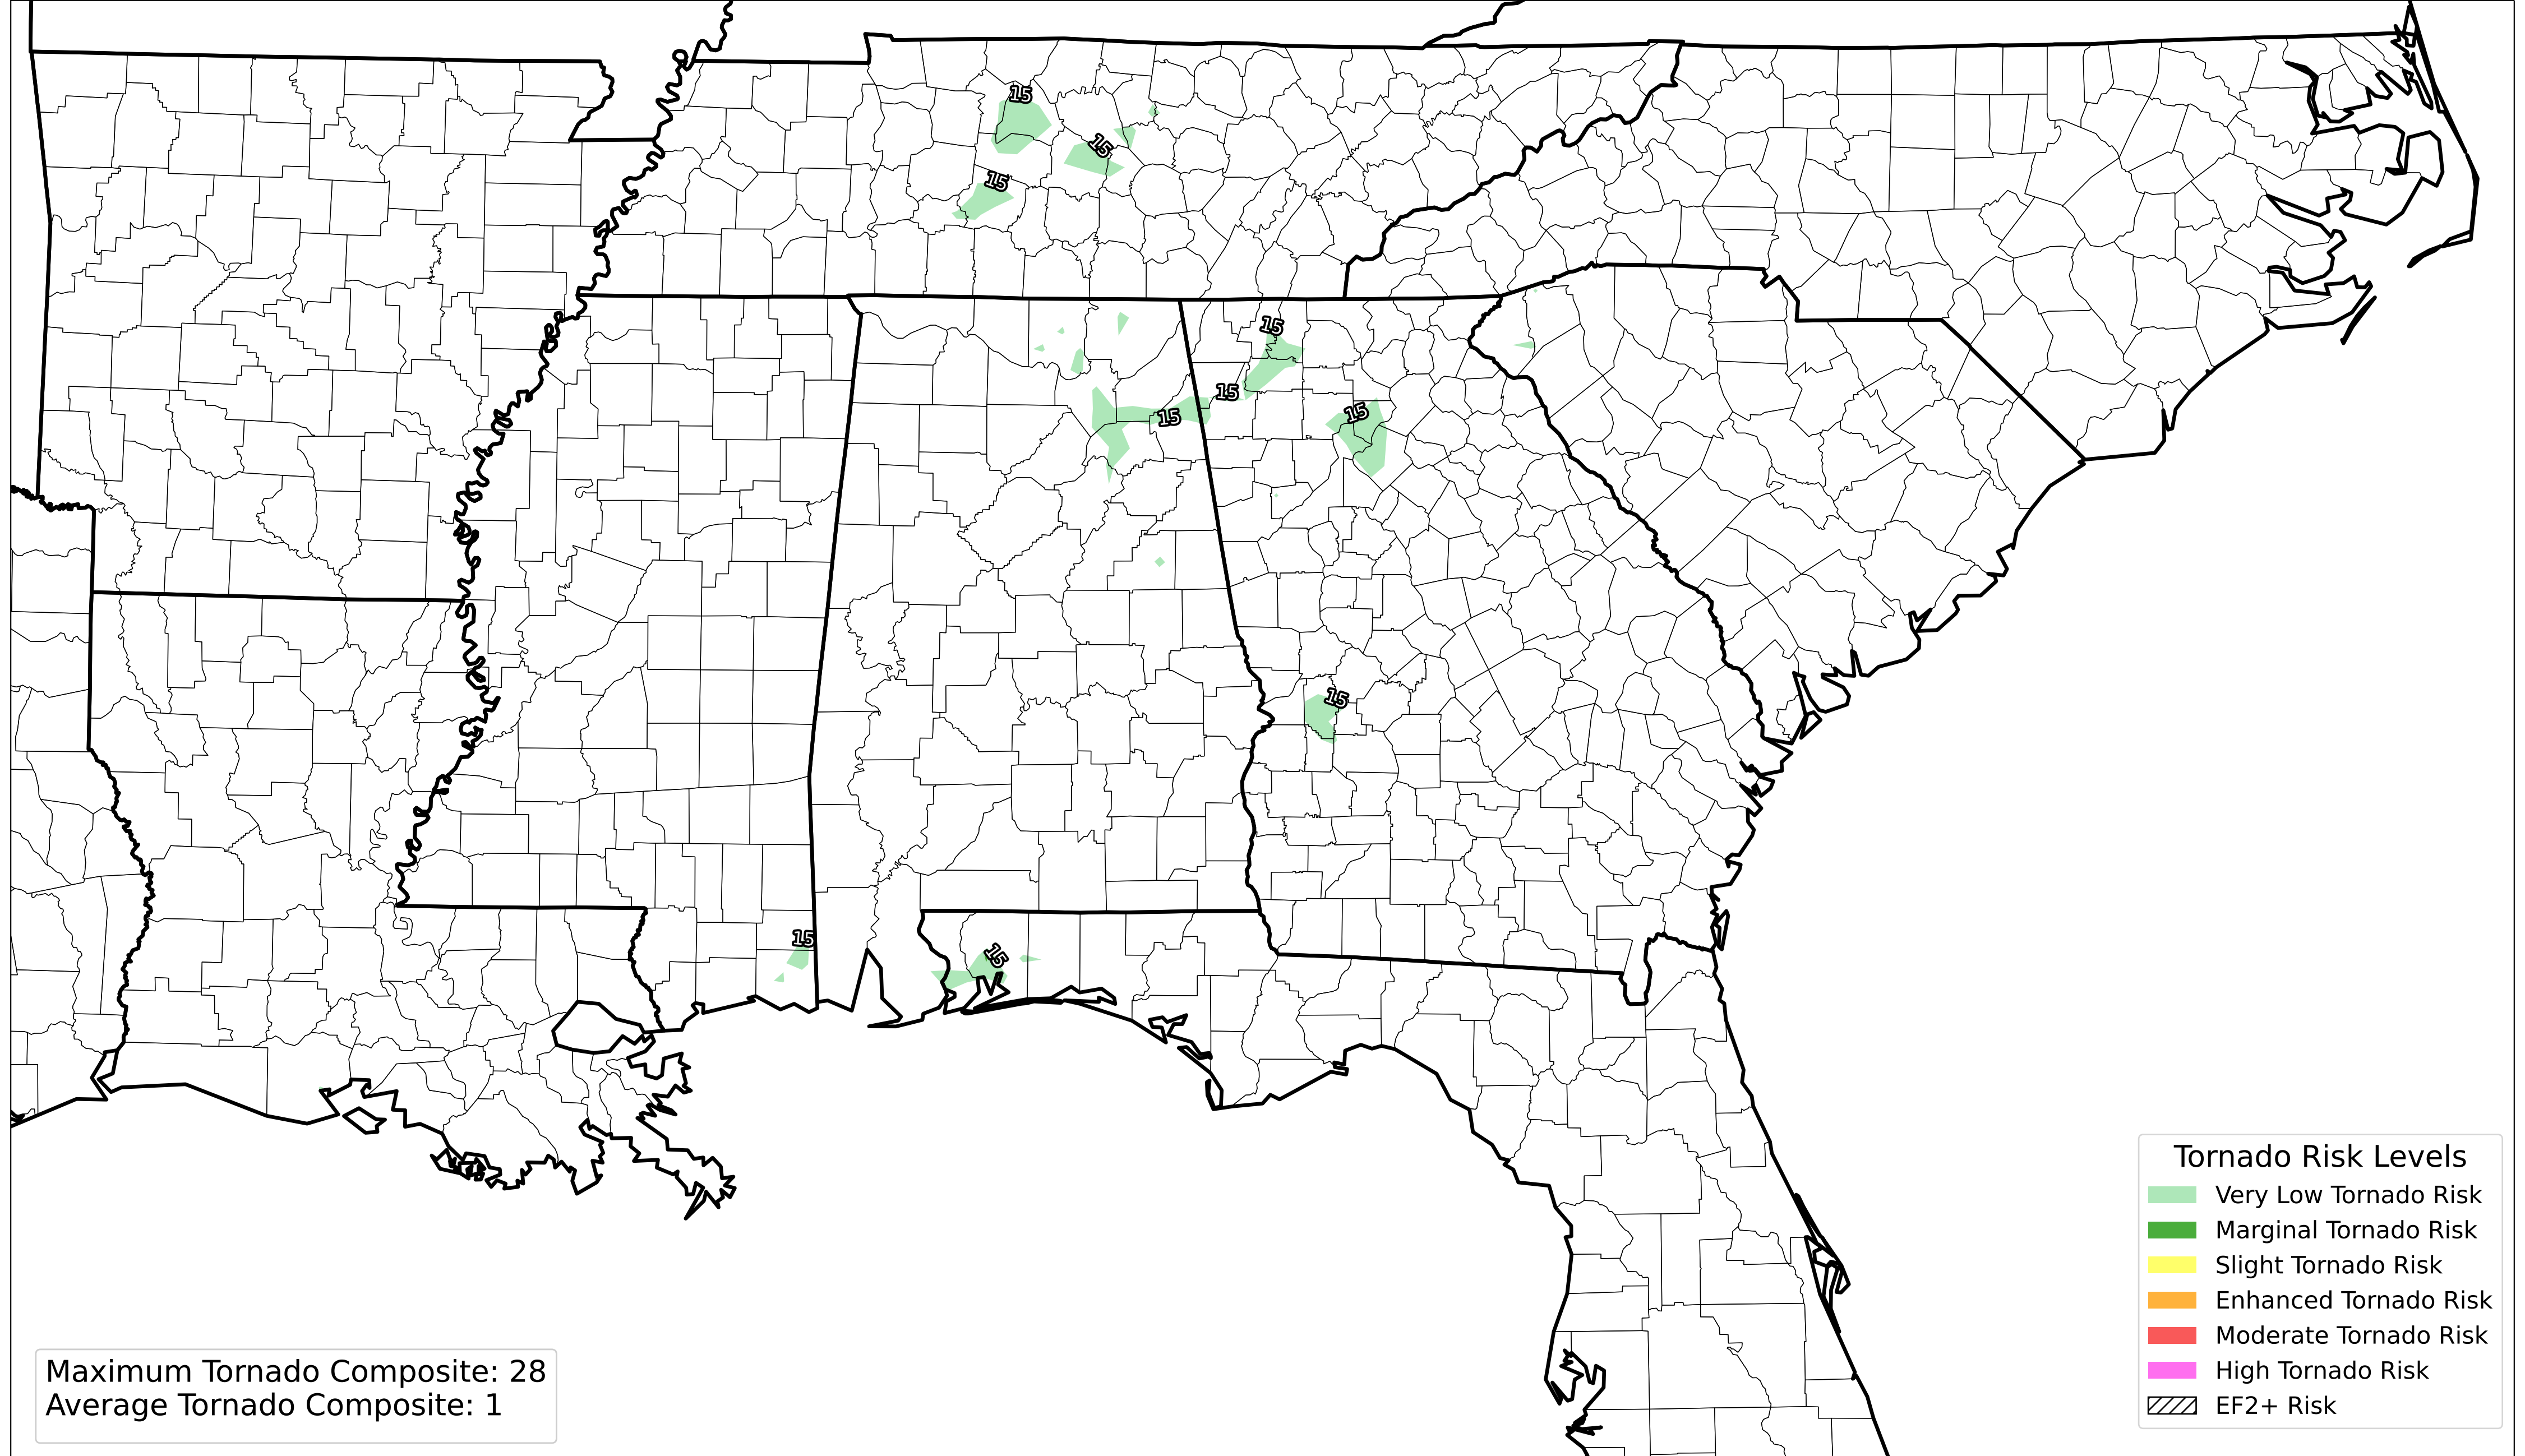 15
15
15
15
15
15
15
15
15
15
Tornado Risk Levels
Very Low Tornado Risk
Marginal Tornado Risk
Slight Tornado Risk
Enhanced Tornado Risk
Moderate Tornado Risk
High Tornado Risk
EF2+ Risk
Maximum Tornado Composite: 28
Average Tornado Composite: 1